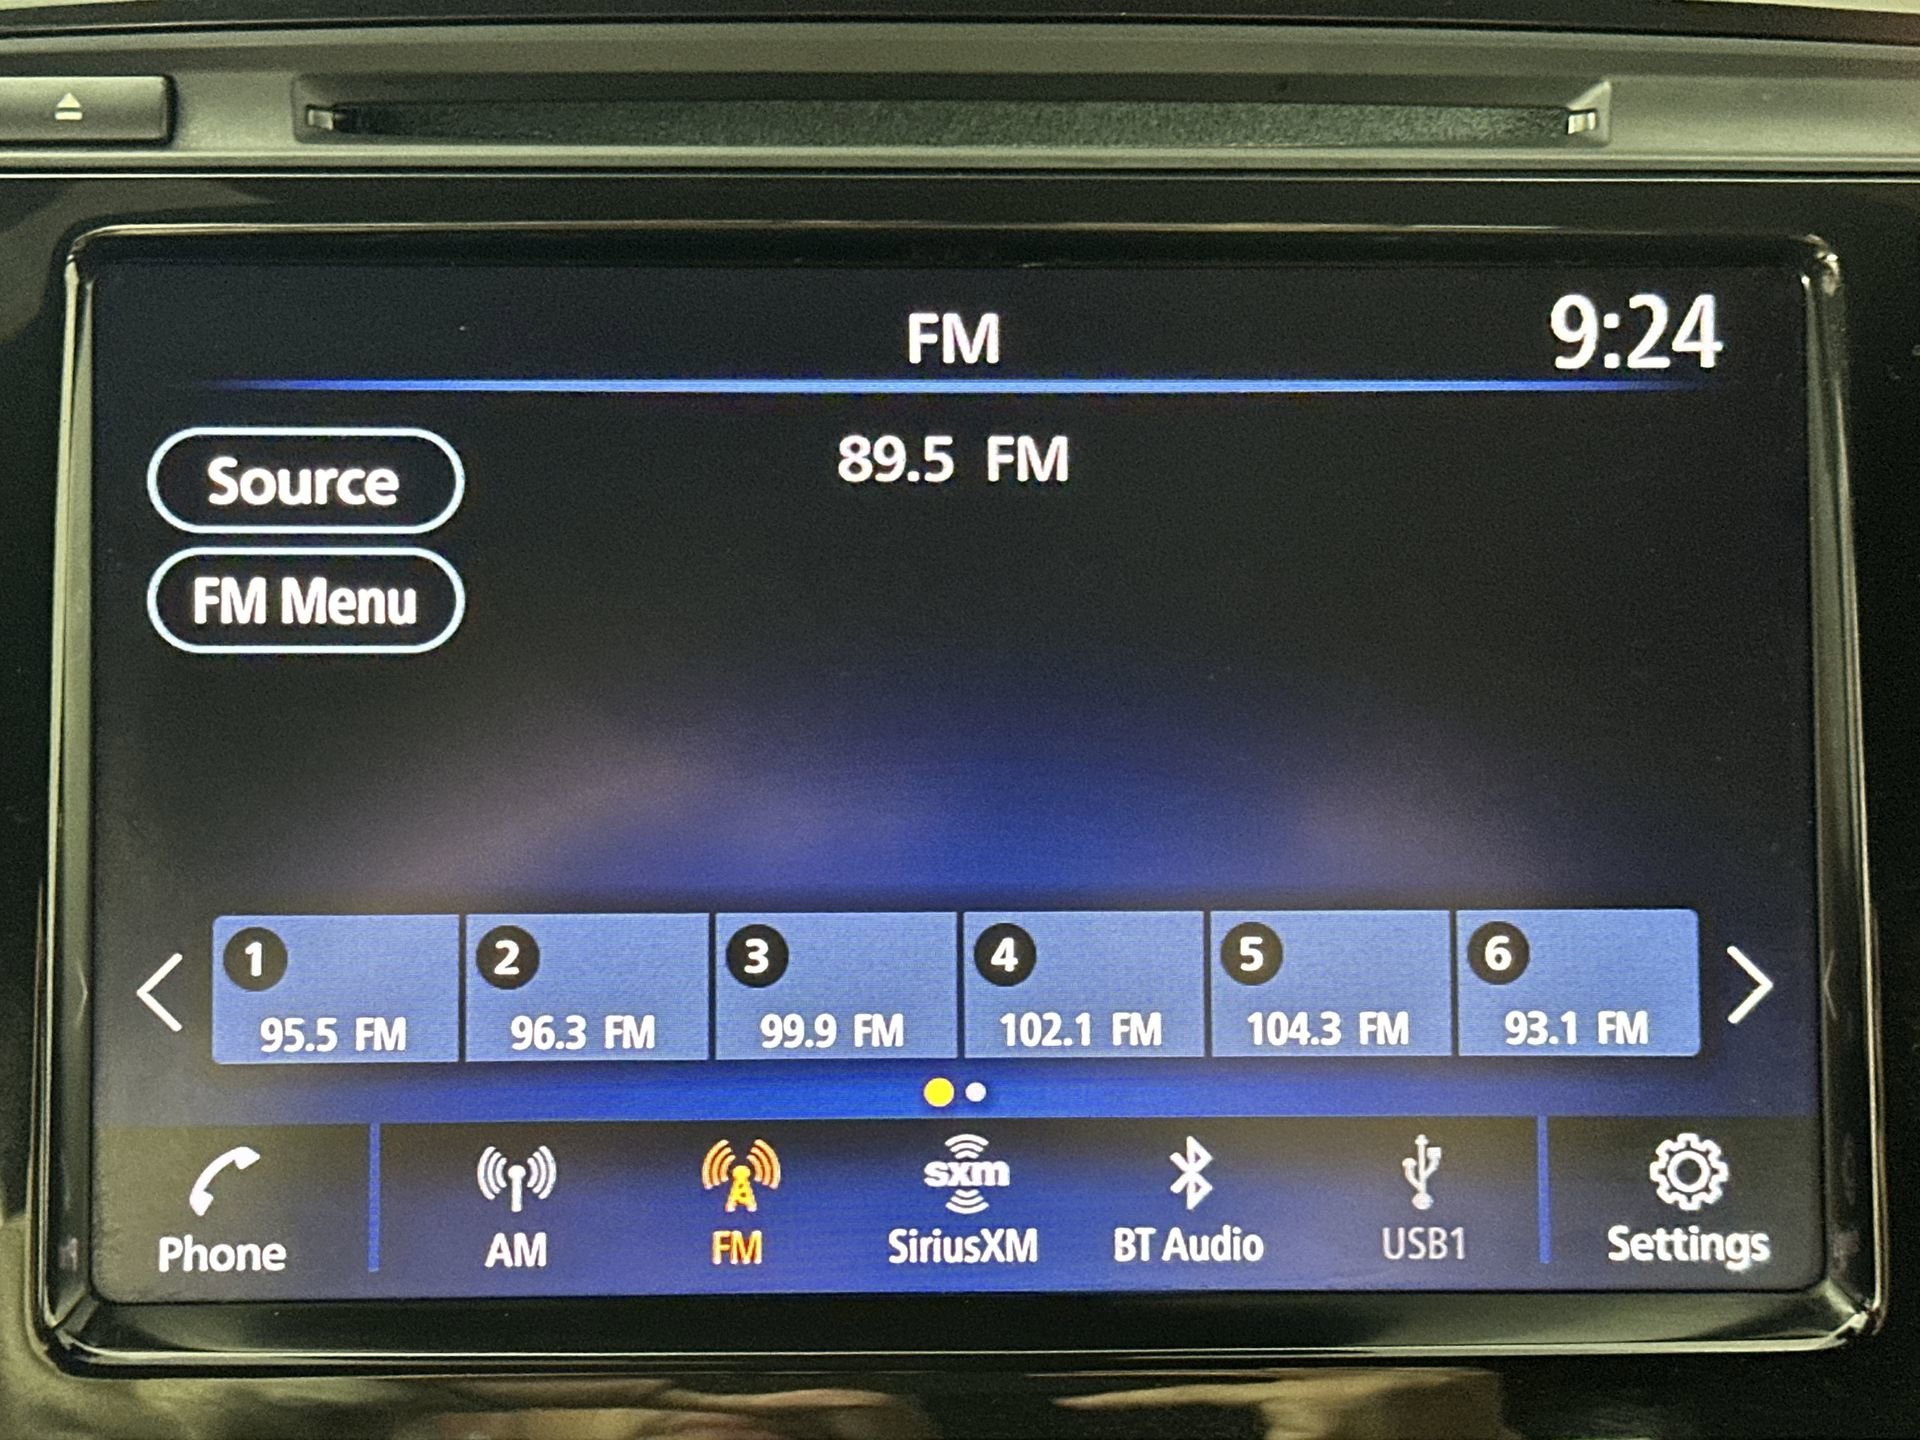 FM
9:24
Source
89.5 FM
FM Menu
1
2
3
4
5
6
95.5 FM
96.3 FM
99.9 FM
102.1 FM
104.3 FM
93.1 FM
sxm
Phone
AM
FM
SiriusXM
BT Audio
USB1
Settings